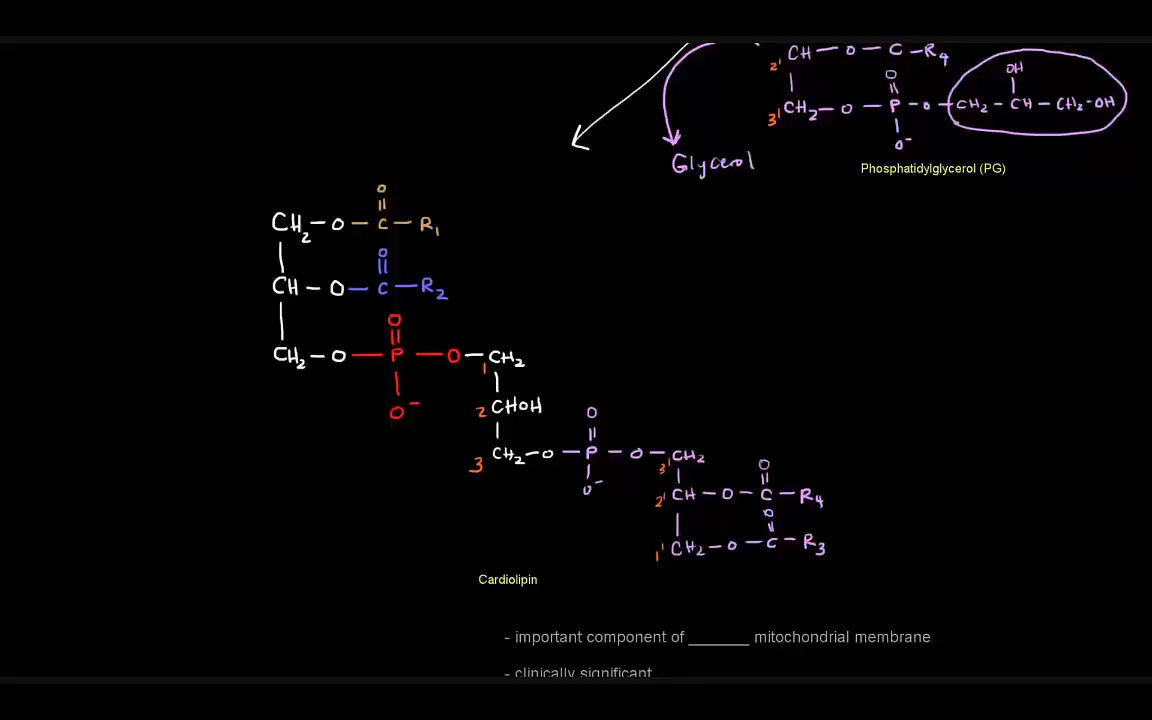 2' CH — O — C — R4
O
||
OH
3' CH2 — O — P — O — CH2 — CH — CH2 - OH
O-
Glycerol
Phosphatidylglycerol (PG)
O
||
CH2 — O — C — R1
O
||
CH — O — C — R2
O
||
CH2 — O — P — O — CH2
1
O-
2 CHOH
O
||
3 CH2 — O — P — O — CH2
3'
O-
O
||
2' CH — O — C — R4
O
||
1' CH2 — O — C — R3
Cardiolipin
- important component of _______ mitochondrial membrane
- clinically significant